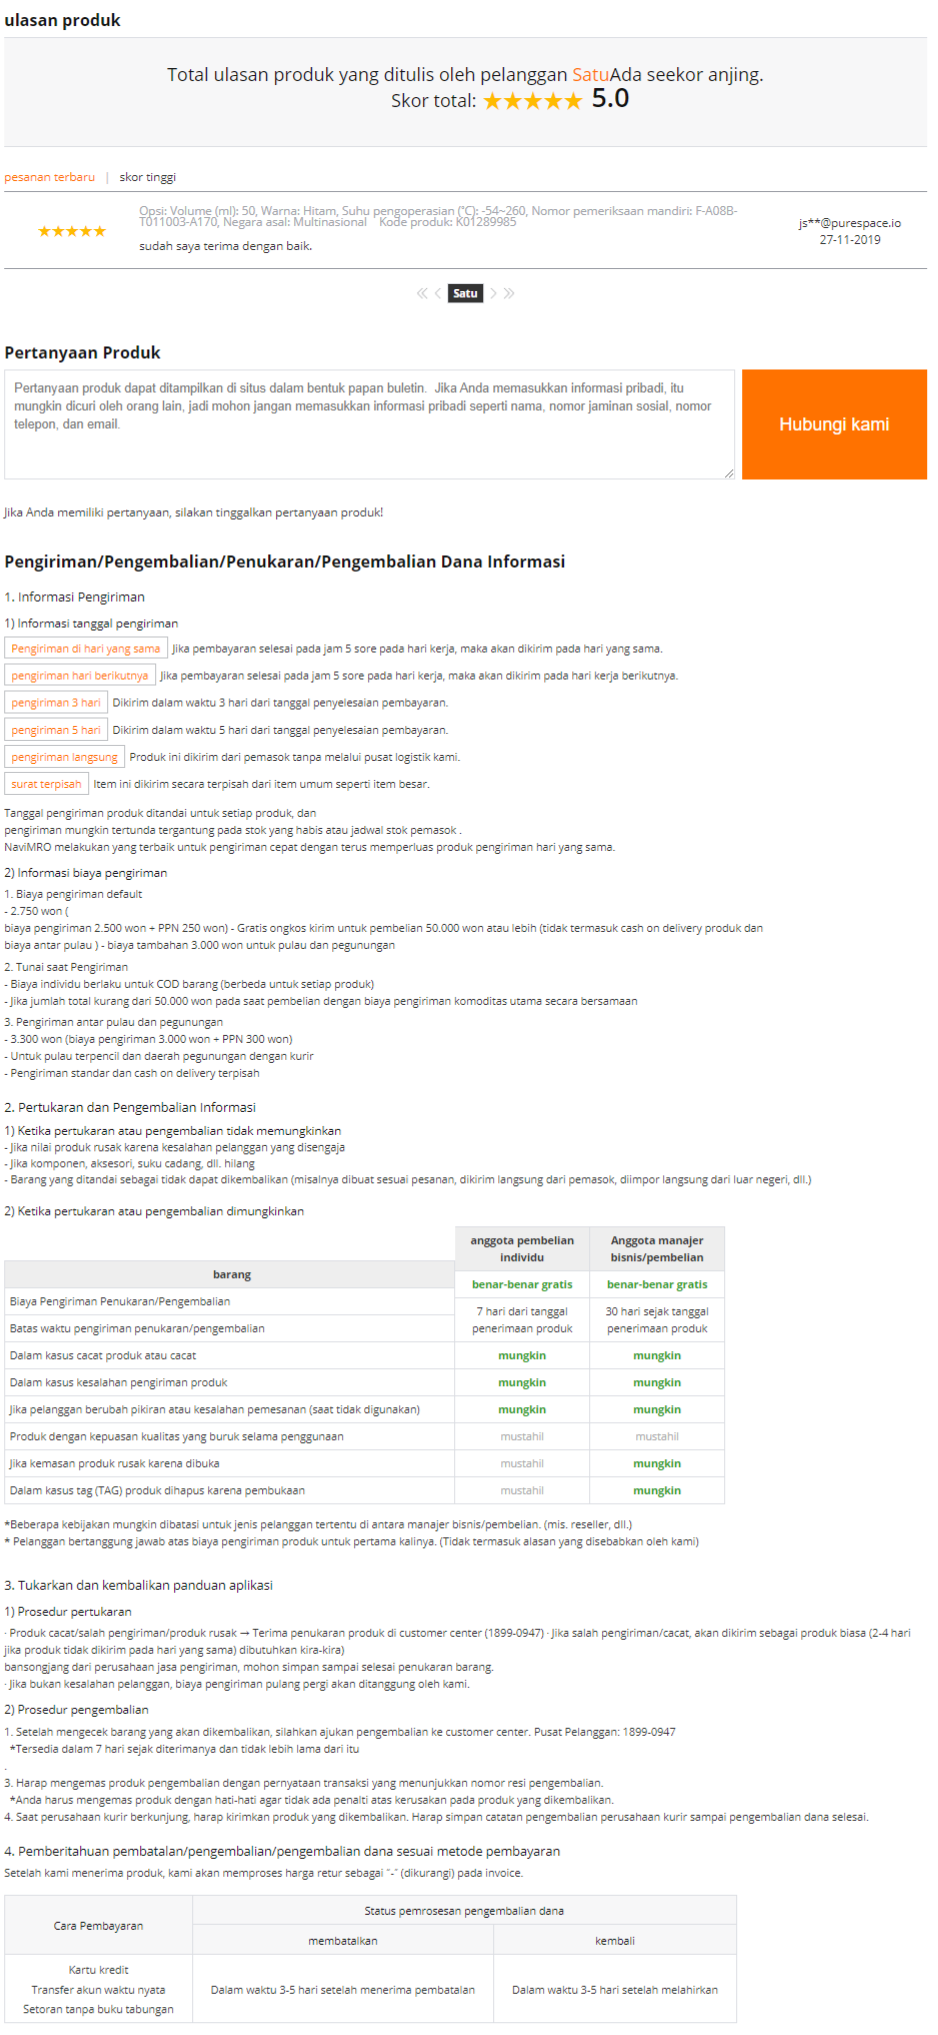 ulasan produk
Total ulasan produk yang ditulis oleh pelanggan SatuAda seekor anjing.
Skor total: ★★★★★ 5.0
pesanan terbaru | skor tinggi
★★★★★
Opsi: Volume (ml): 50, Warna: Hitam, Suhu pengoperasian (℃): -54~260, Nomor pemeriksaan mandiri: F-A08B-
T011003-A170, Negara asal: Multinasional Kode produk: K01289985
sudah saya terima dengan baik.
js**@purespace.io
27-11-2019
Satu
Pertanyaan Produk
Pertanyaan produk dapat ditampilkan di situs dalam bentuk papan buletin. Jika Anda memasukkan informasi pribadi, itu
mungkin dicuri oleh orang lain, jadi mohon jangan memasukkan informasi pribadi seperti nama, nomor jaminan sosial, nomor
telepon, dan email.
Hubungi kami
Jika Anda memiliki pertanyaan, silakan tinggalkan pertanyaan produk!
Pengiriman/Pengembalian/Penukaran/Pengembalian Dana Informasi
1. Informasi Pengiriman
1) Informasi tanggal pengiriman
Pengiriman di hari yang sama Jika pembayaran selesai pada jam 5 sore pada hari kerja, maka akan dikirim pada hari yang sama.
pengiriman hari berikutnya Jika pembayaran selesai pada jam 5 sore pada hari kerja, maka akan dikirim pada hari kerja berikutnya.
pengiriman 3 hari Dikirim dalam waktu 3 hari dari tanggal penyelesaian pembayaran.
pengiriman 5 hari Dikirim dalam waktu 5 hari dari tanggal penyelesaian pembayaran.
pengiriman langsung Produk ini dikirim dari pemasok tanpa melalui pusat logistik kami.
surat terpisah Item ini dikirim secara terpisah dari item umum seperti item besar.
Tanggal pengiriman produk ditandai untuk setiap produk, dan
pengiriman mungkin tertunda tergantung pada stok yang habis atau jadwal stok pemasok .
NaviMRO melakukan yang terbaik untuk pengiriman cepat dengan terus memperluas produk pengiriman hari yang sama.
2) Informasi biaya pengiriman
1. Biaya pengiriman default
- 2.750 won (
biaya pengiriman 2.500 won + PPN 250 won) - Gratis ongkos kirim untuk pembelian 50.000 won atau lebih (tidak termasuk cash on delivery produk dan
biaya antar pulau ) - biaya tambahan 3.000 won untuk pulau dan pegunungan
2. Tunai saat Pengiriman
- Biaya individu berlaku untuk COD barang (berbeda untuk setiap produk)
- Jika jumlah total kurang dari 50.000 won pada saat pembelian dengan biaya pengiriman komoditas utama secara bersamaan
3. Pengiriman antar pulau dan pegunungan
- 3.300 won (biaya pengiriman 3.000 won + PPN 300 won)
- Untuk pulau terpencil dan daerah pegunungan dengan kurir
- Pengiriman standar dan cash on delivery terpisah
2. Pertukaran dan Pengembalian Informasi
1) Ketika pertukaran atau pengembalian tidak memungkinkan
- Jika nilai produk rusak karena kesalahan pelanggan yang disengaja
- Jika komponen, aksesori, suku cadang, dll. hilang
- Barang yang ditandai sebagai tidak dapat dikembalikan (misalnya dibuat sesuai pesanan, dikirim langsung dari pemasok, diimpor langsung dari luar negeri, dll.)
2) Ketika pertukaran atau pengembalian dimungkinkan
barang
anggota pembelian
individu
Anggota manajer
bisnis/pembelian
Biaya Pengiriman Penukaran/Pengembalian
benar-benar gratis
benar-benar gratis
Batas waktu pengiriman penukaran/pengembalian
7 hari dari tanggal
penerimaan produk
30 hari sejak tanggal
penerimaan produk
Dalam kasus cacat produk atau cacat
mungkin
mungkin
Dalam kasus kesalahan pengiriman produk
mungkin
mungkin
Jika pelanggan berubah pikiran atau kesalahan pemesanan (saat tidak digunakan)
mungkin
mungkin
Produk dengan kepuasan kualitas yang buruk selama penggunaan
mustahil
mustahil
Jika kemasan produk rusak karena dibuka
mustahil
mungkin
Dalam kasus tag (TAG) produk dihapus karena pembukaan
mustahil
mungkin
*Beberapa kebijakan mungkin dibatasi untuk jenis pelanggan tertentu di antara manajer bisnis/pembelian. (mis. reseller, dll.)
* Pelanggan bertanggung jawab atas biaya pengiriman produk untuk pertama kalinya. (Tidak termasuk alasan yang disebabkan oleh kami)
3. Tukarkan dan kembalikan panduan aplikasi
1) Prosedur pertukaran
· Produk cacat/salah pengiriman/produk rusak → Terima penukaran produk di customer center (1899-0947) · Jika salah pengiriman/cacat, akan dikirim sebagai produk biasa (2-4 hari
jika produk tidak dikirim pada hari yang sama) dibutuhkan kira-kira)
bansongjang dari perusahaan jasa pengiriman, mohon simpan sampai selesai penukaran barang.
· Jika bukan kesalahan pelanggan, biaya pengiriman pulang pergi akan ditanggung oleh kami.
2) Prosedur pengembalian
1. Setelah mengecek barang yang akan dikembalikan, silahkan ajukan pengembalian ke customer center. Pusat Pelanggan: 1899-0947
*Tersedia dalam 7 hari sejak diterimanya dan tidak lebih lama dari itu
.
3. Harap mengemas produk pengembalian dengan pernyataan transaksi yang menunjukkan nomor resi pengembalian.
*Anda harus mengemas produk dengan hati-hati agar tidak ada penalti atas kerusakan pada produk yang dikembalikan.
4. Saat perusahaan kurir berkunjung, harap kirimkan produk yang dikembalikan. Harap simpan catatan pengembalian perusahaan kurir sampai pengembalian dana selesai.
4. Pemberitahuan pembatalan/pengembalian/pengembalian dana sesuai metode pembayaran
Setelah kami menerima produk, kami akan memproses harga retur sebagai "-" (dikurangi) pada invoice.
Cara Pembayaran
Status pemrosesan pengembalian dana
membatalkan
kembali
Kartu kredit
Transfer akun waktu nyata
Setoran tanpa buku tabungan
Dalam waktu 3-5 hari setelah menerima pembatalan
Dalam waktu 3-5 hari setelah melahirkan